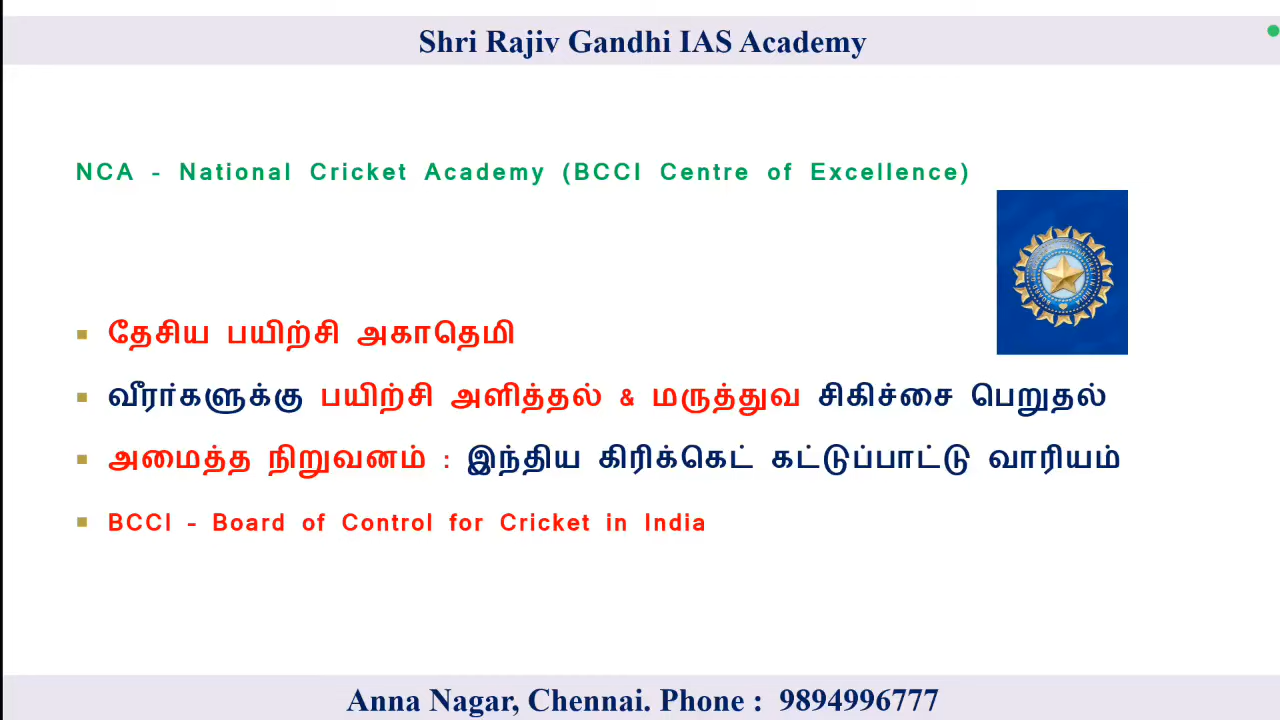 Shri Rajiv Gandhi IAS Academy
NCA - National Cricket Academy (BCCI Centre of Excellence)
தேசிய பயிற்சி அகாதெமி
வீரர்களுக்கு பயிற்சி அளித்தல் & மருத்துவ சிகிச்சை பெறுதல்
அமைத்த நிறுவனம் : இந்திய கிரிக்கெட் கட்டுப்பாட்டு வாரியம்
BCCI - Board of Control for Cricket in India
Anna Nagar, Chennai. Phone : 9894996777